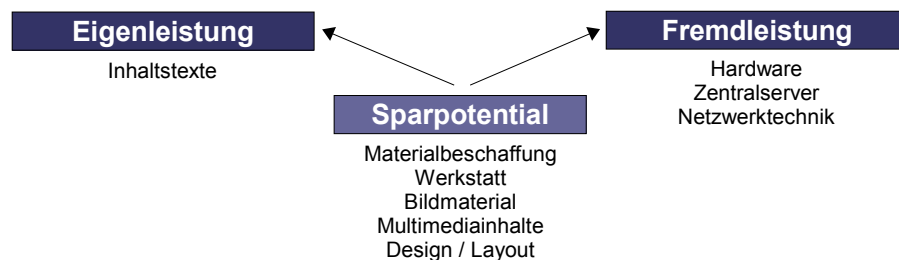 Eigenleistung
Inhaltstexte
Fremdleistung
Hardware
Zentralserver
Netzwerktechnik
Sparpotential
Materialbeschaffung
Werkstatt
Bildmaterial
Multimediainhalte
Design / Layout